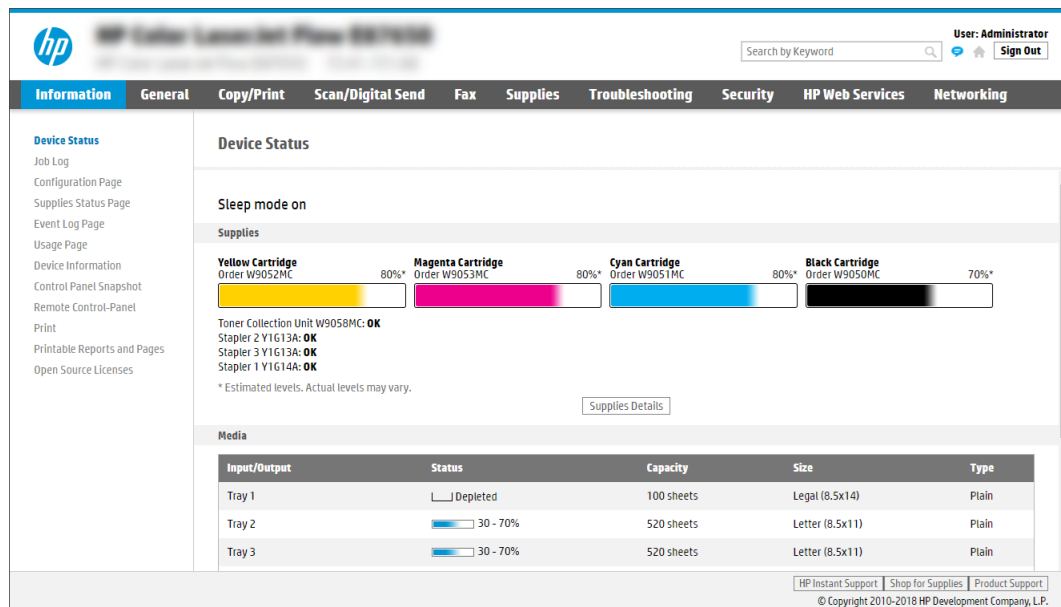 hp
User: Administrator
Search by Keyword
Sign Out
Information General Copy/Print Scan/Digital Send Fax Supplies Troubleshooting Security HP Web Services Networking
Device Status
Job Log
Configuration Page
Supplies Status Page
Event Log Page
Usage Page
Device Information
Control Panel Snapshot
Remote Control-Panel
Print
Printable Reports and Pages
Open Source Licenses
Device Status
Sleep mode on
Supplies
Yellow Cartridge Magenta Cartridge Cyan Cartridge Black Cartridge
Order W9052MC 80%* Order W9053MC 80%* Order W9051MC 80%* Order W9050MC 70%*
Toner Collection Unit W9058MC: OK
Stapler 2 Y1G13A: OK
Stapler 3 Y1G13A: OK
Stapler 1 Y1G14A: OK
* Estimated levels. Actual levels may vary.
Supplies Details
Media
Input/Output Status Capacity Size Type
Tray 1 Depleted 100 sheets Legal (8.5x14) Plain
Tray 2 30 - 70% 520 sheets Letter (8.5x11) Plain
Tray 3 30 - 70% 520 sheets Letter (8.5x11) Plain
HP Instant Support Shop for Supplies Product Support
© Copyright 2010-2018 HP Development Company, L.P.